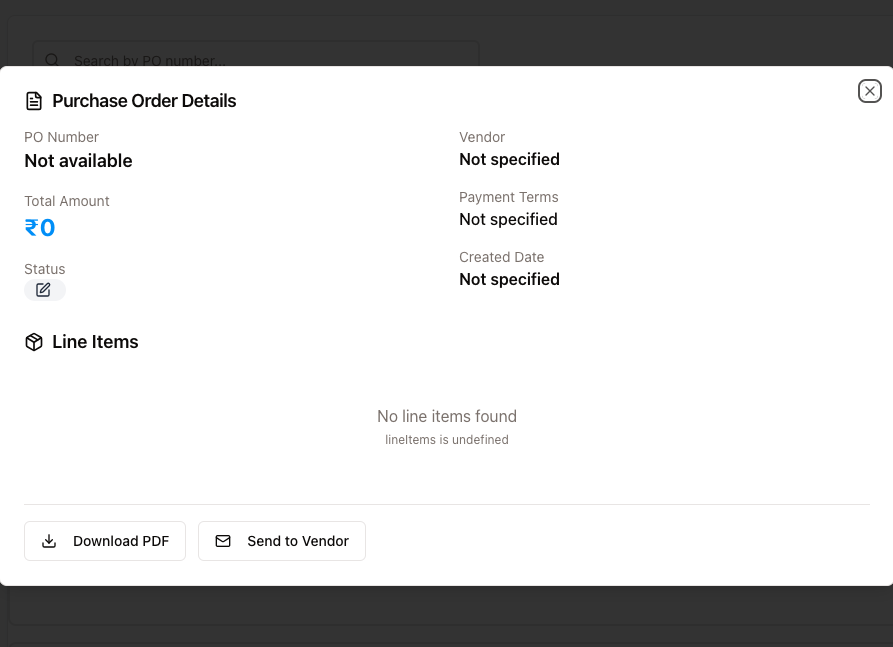 Search by PO number...
Purchase Order Details
PO Number
Not available
Vendor
Not specified
Total Amount
₹0
Payment Terms
Not specified
Status
Created Date
Not specified
Line Items
No line items found
lineItems is undefined
Download PDF
Send to Vendor